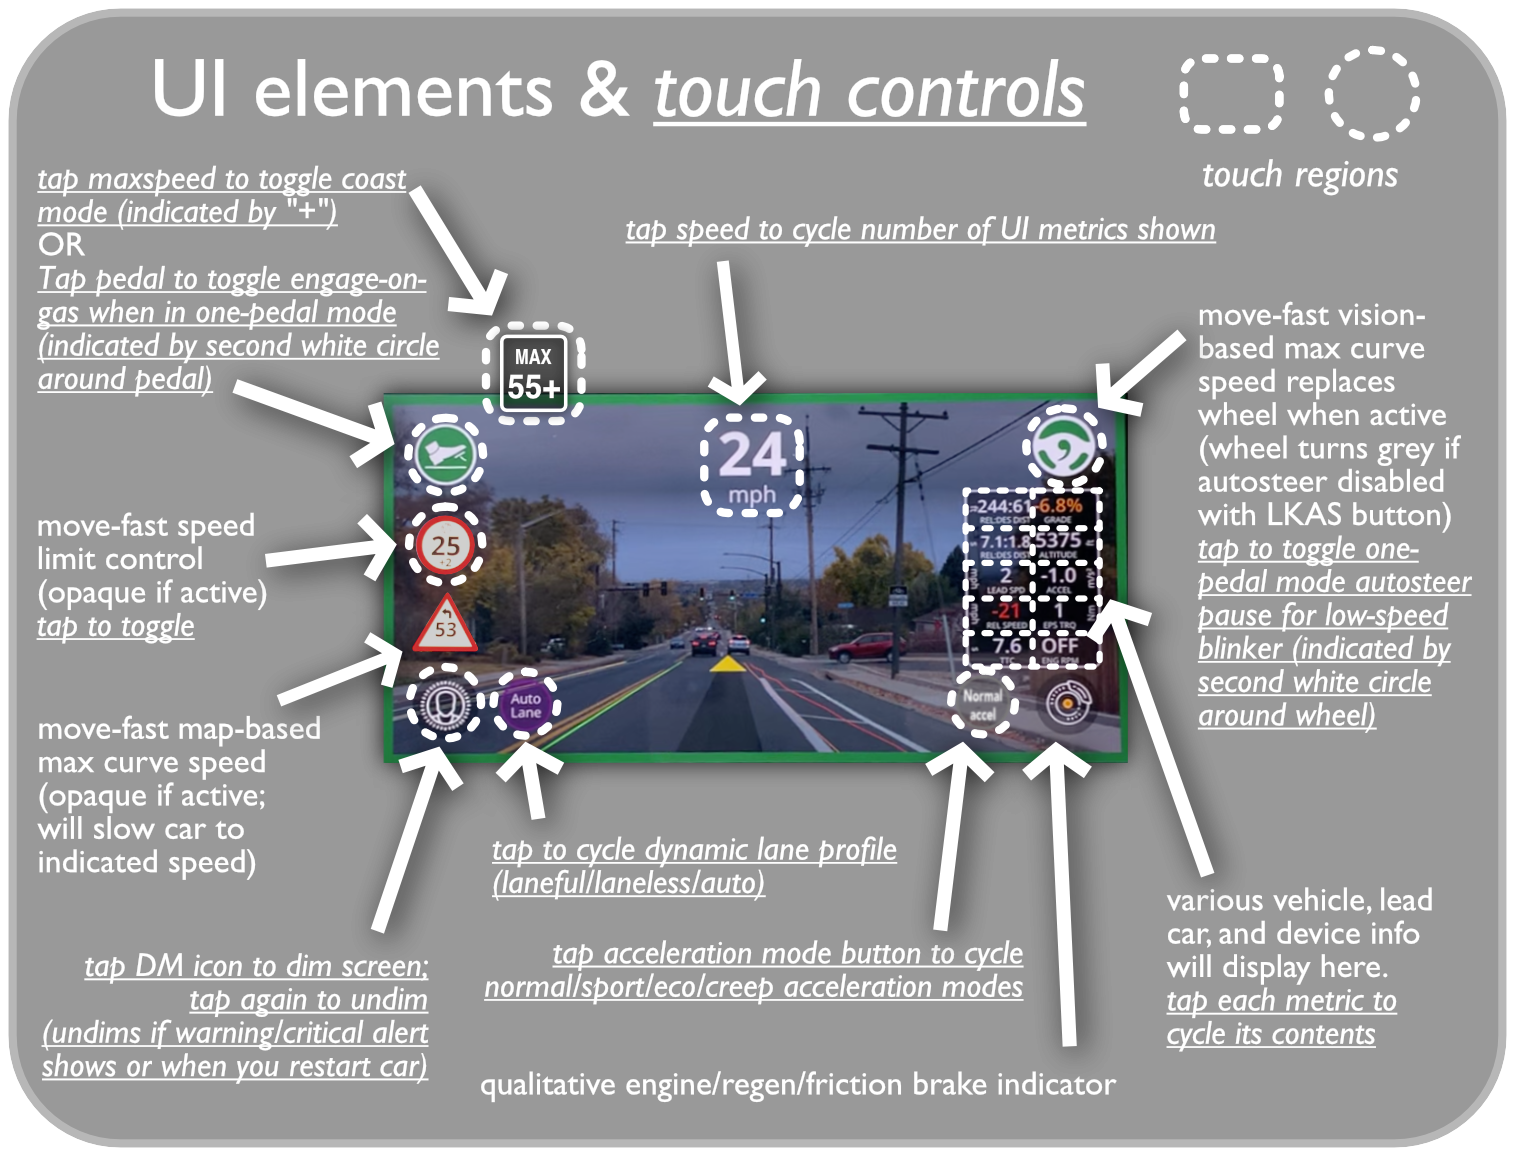 UI elements & touch controls
touch regions
tap maxspeed to toggle coast
mode (indicated by "+")
OR
Tap pedal to toggle engage-on-
gas when in one-pedal mode
(indicated by second white circle
around pedal)
tap speed to cycle number of UI metrics shown
move-fast vision-
based max curve
speed replaces
wheel when active
(wheel turns grey if
autosteer disabled
with LKAS button)
tap to toggle one-
pedal mode autosteer
pause for low-speed
blinker (indicated by
second white circle
around wheel)
MAX
55+
24
mph
move-fast speed
limit control
(opaque if active)
tap to toggle
25
+2
53
244:61
REL:DES DIST
-6.8%
GRADE
7.1:1.8
REL:DES DIST
5375
ALTITUDE
mph
2
LEAD SPD
-1.0
ACCEL
m/s²
mph
-21
REL SPEED
1
EPS TRQ
Nm
7.6
TTC
OFF
ENG RPM
Auto
Lane
Normal
accel
move-fast map-based
max curve speed
(opaque if active;
will slow car to
indicated speed)
tap to cycle dynamic lane profile
(laneful/laneless/auto)
various vehicle, lead
car, and device info
will display here.
tap each metric to
cycle its contents
tap DM icon to dim screen;
tap again to undim
(undims if warning/critical alert
shows or when you restart car)
tap acceleration mode button to cycle
normal/sport/eco/creep acceleration modes
qualitative engine/regen/friction brake indicator